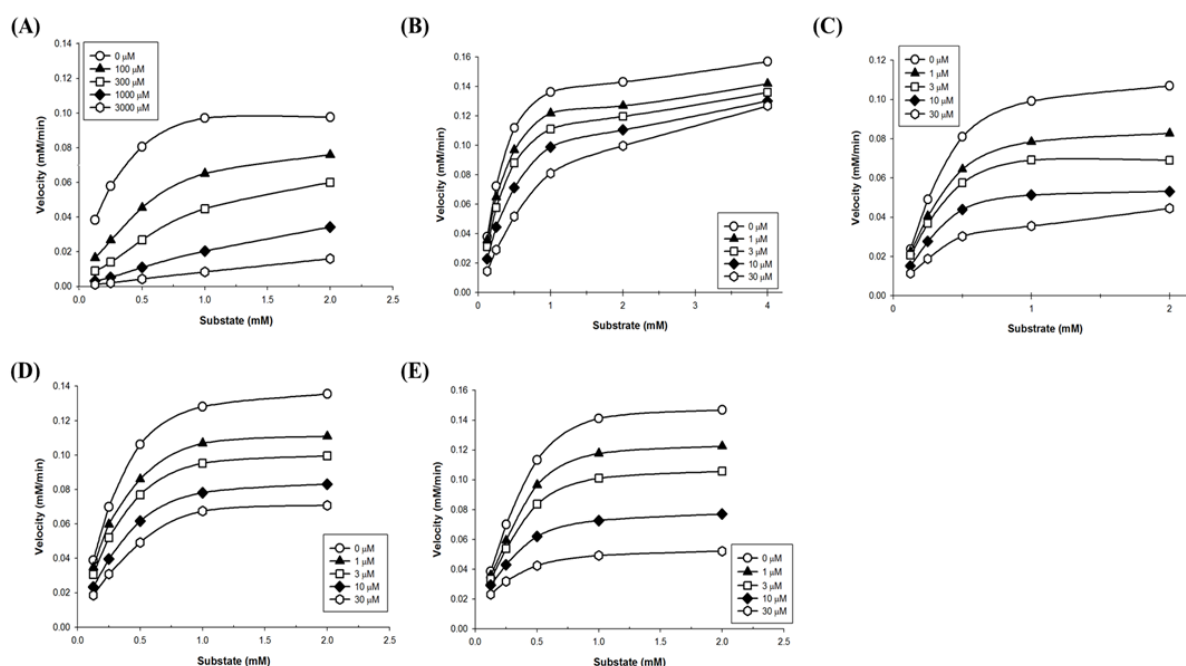 (A)
0.14
0.12
0.10
0.08
0.06
0.04
0.02
0.00
Velocity (mM/min)
0 μM
100 μM
300 μM
1000 μM
3000 μM
0.0 0.5 1.0 1.5 2.0 2.5
Substate (mM)
(B)
0.16
0.14
0.12
0.10
0.08
0.06
0.04
0.02
0.00
Velocity (mM/min)
0 μM
1 μM
3 μM
10 μM
30 μM
0 1 2 3 4
Substrate (mM)
(C)
0.12
0.10
0.08
0.06
0.04
0.02
0.00
Velocity (mM/min)
0 μM
1 μM
3 μM
10 μM
30 μM
0 1 2
Substrate (mM)
(D)
0.14
0.12
0.10
0.08
0.06
0.04
0.02
0.00
Velocity (mM/min)
0 μM
1 μM
3 μM
10 μM
30 μM
0.0 0.5 1.0 1.5 2.0 2.5
Substate (mM)
(E)
0.16
0.14
0.12
0.10
0.08
0.06
0.04
0.02
0.00
Velocity (mM/min)
0 μM
1 μM
3 μM
10 μM
30 μM
0.0 0.5 1.0 1.5 2.0 2.5
Substate (mM)